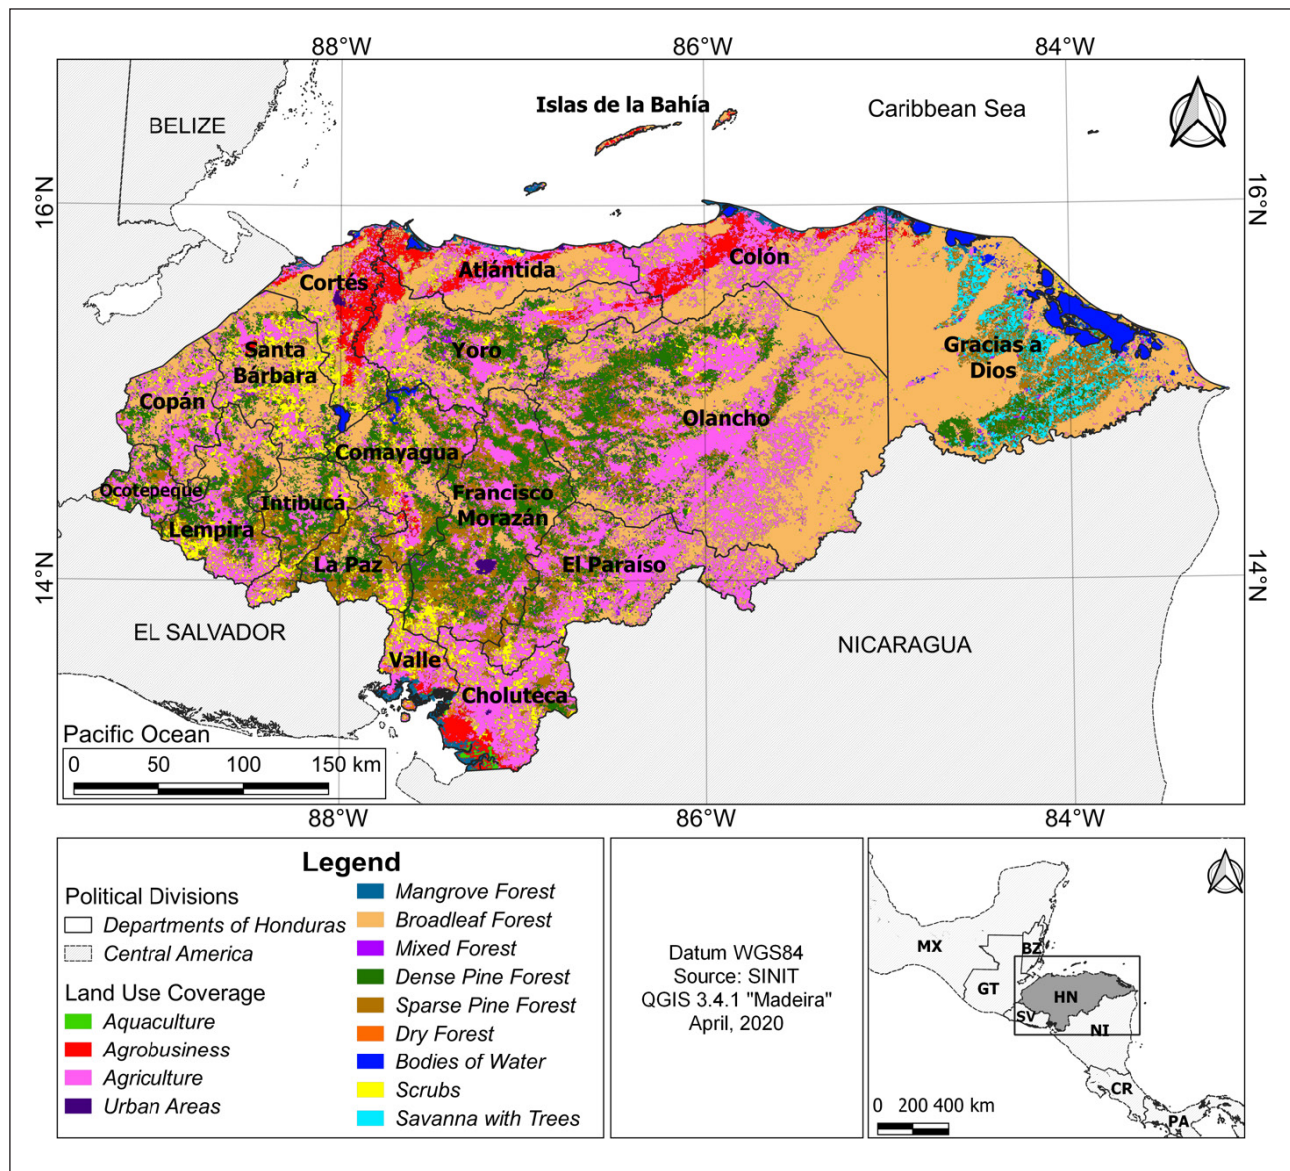 88°W
86°W
84°W
Islas de la Bahía
Caribbean Sea
BELIZE
16°N
16°N
Cortés
Atlántida
Colón
Santa
Bárbara
Yoro
Gracias a
Dios
Copán
Olancho
Comayagua
Ocotepeque
Intibucá
Francisco
Morazán
Lempira
La Paz
El Paraíso
14°N
14°N
EL SALVADOR
NICARAGUA
Valle
Choluteca
Pacific Ocean
0 50 100 150 km
88°W
86°W
84°W
Legend
Political Divisions
Departments of Honduras
Central America
Land Use Coverage
Aquaculture
Agrobusiness
Agriculture
Urban Areas
Mangrove Forest
Broadleaf Forest
Mixed Forest
Dense Pine Forest
Sparse Pine Forest
Dry Forest
Bodies of Water
Scrubs
Savanna with Trees
Datum WGS84
Source: SINIT
QGIS 3.4.1 "Madeira"
April, 2020
MX
BZ
GT
HN
SV
NI
CR
PA
0 200 400 km